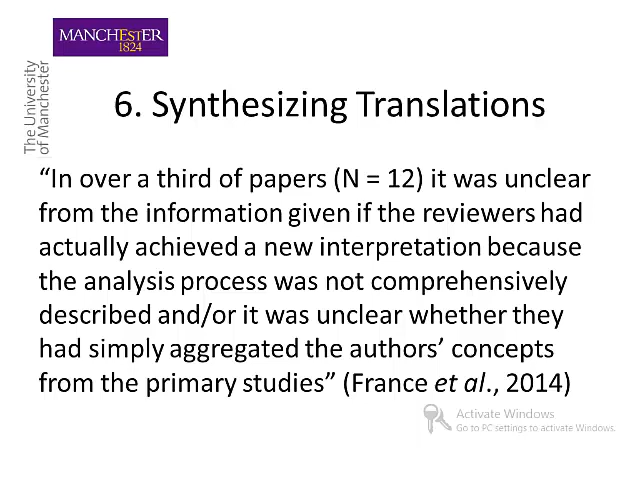 MANCHESTER
1824
The University
of Manchester
6. Synthesizing Translations
“In over a third of papers (N = 12) it was unclear
from the information given if the reviewers had
actually achieved a new interpretation because
the analysis process was not comprehensively
described and/or it was unclear whether they
had simply aggregated the authors’ concepts
from the primary studies” (France et al., 2014)
Activate Windows
Go to PC settings to activate Windows.